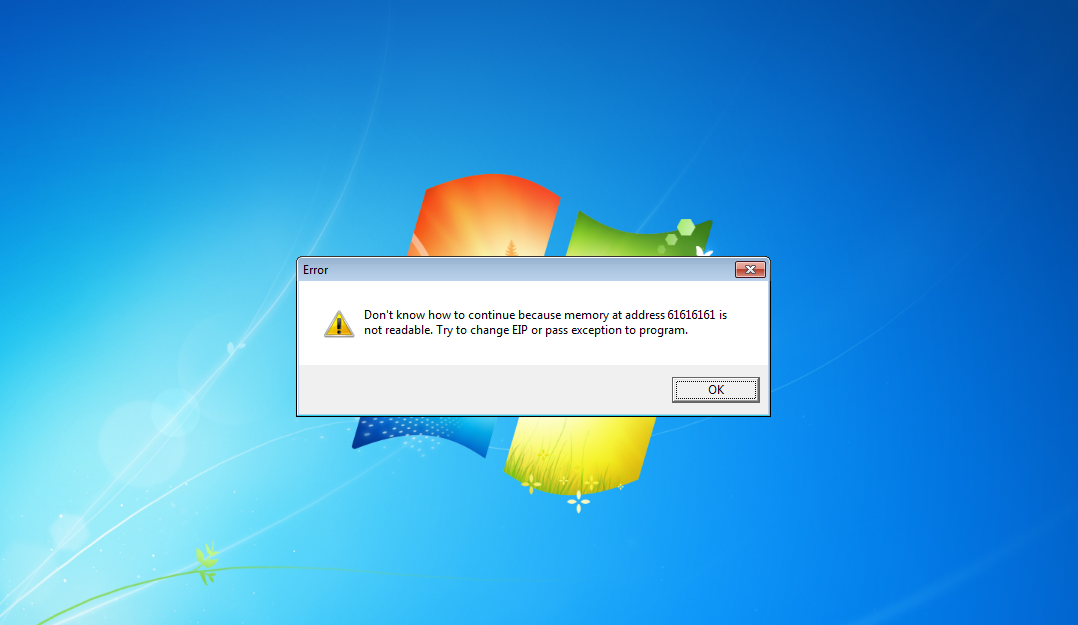 Error
Don't know how to continue because memory at address 61616161 is
not readable. Try to change EIP or pass exception to program.
OK